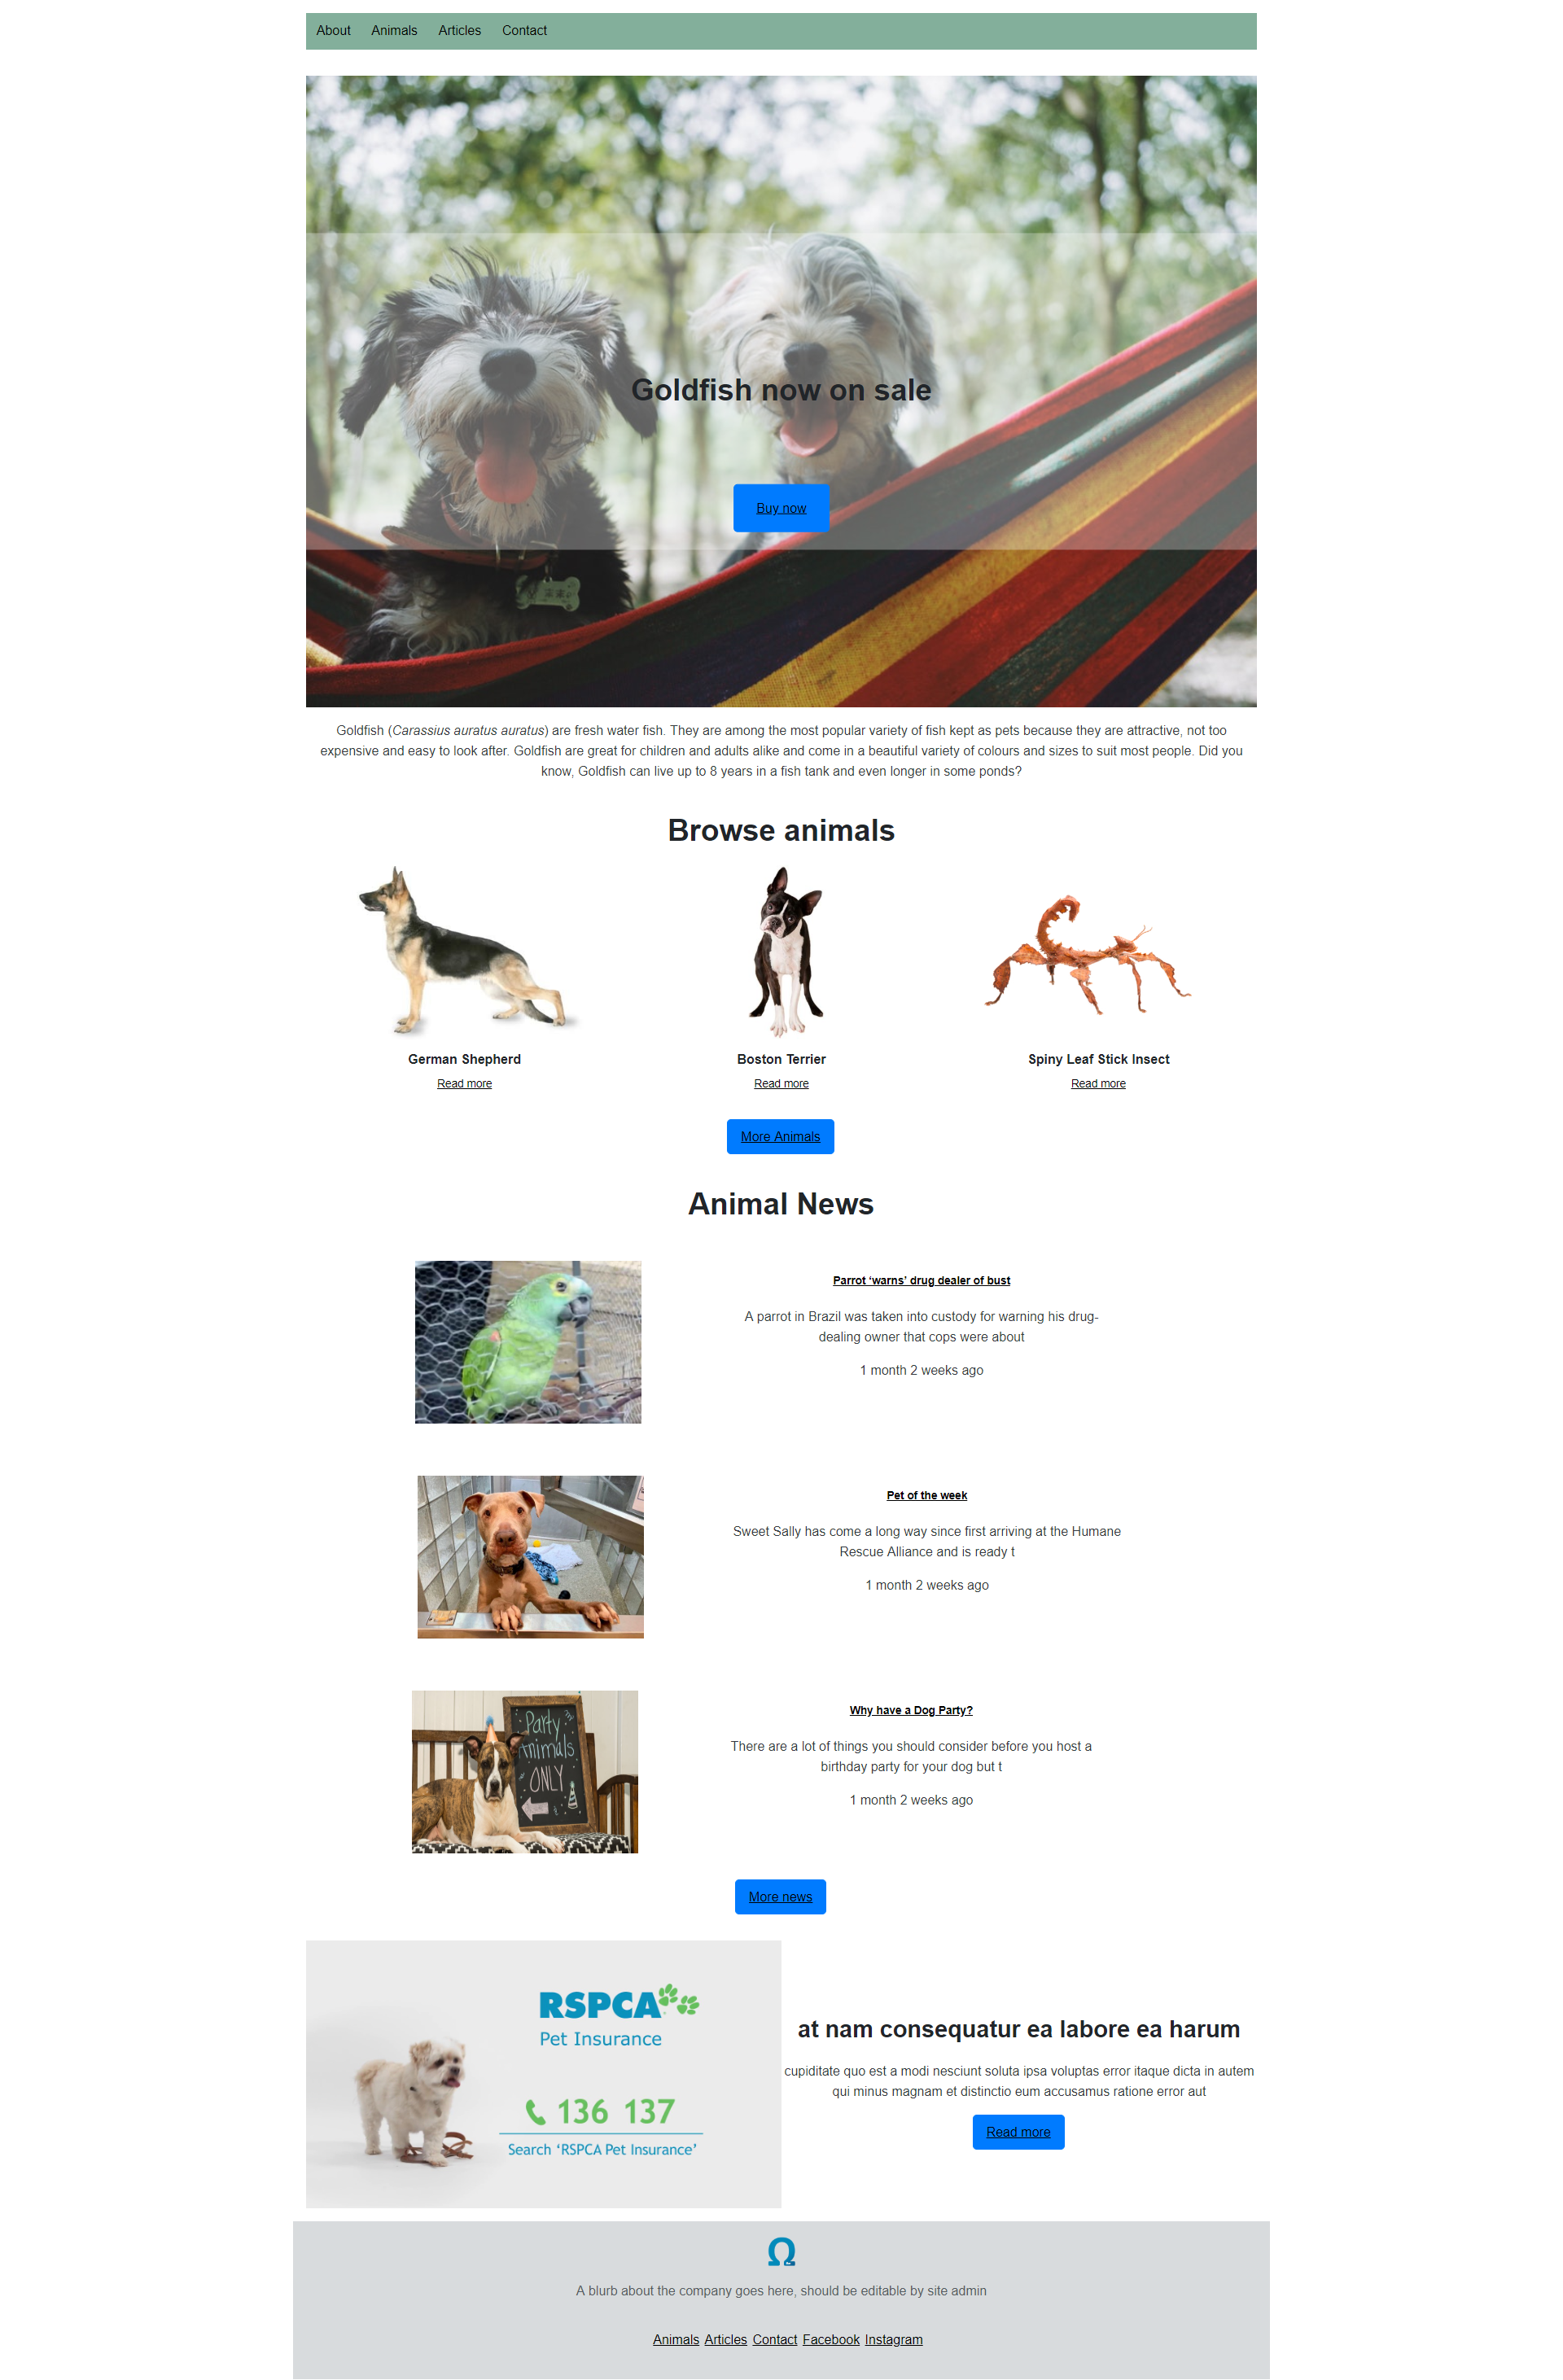 About Animals Articles Contact
Goldfish now on sale
Buy now
Goldfish (Carassius auratus auratus) are fresh water fish. They are among the most popular variety of fish kept as pets because they are attractive, not too
expensive and easy to look after. Goldfish are great for children and adults alike and come in a beautiful variety of colours and sizes to suit most people. Did you
know, Goldfish can live up to 8 years in a fish tank and even longer in some ponds?
Browse animals
German Shepherd
Read more
Boston Terrier
Read more
Spiny Leaf Stick Insect
Read more
More Animals
Animal News
Parrot ‘warns’ drug dealer of bust
A parrot in Brazil was taken into custody for warning his drug-
dealing owner that cops were about
1 month 2 weeks ago
Pet of the week
Sweet Sally has come a long way since first arriving at the Humane
Rescue Alliance and is ready t
1 month 2 weeks ago
Party
Animals
ONLY
Why have a Dog Party?
There are a lot of things you should consider before you host a
birthday party for your dog but t
1 month 2 weeks ago
More news
RSPCA
Pet Insurance
136 137
Search ‘RSPCA Pet Insurance’
at nam consequatur ea labore ea harum
cupiditate quo est a modi nesciunt soluta ipsa voluptas error itaque dicta in autem
qui minus magnam et distinctio eum accusamus ratione error aut
Read more
Ω
A blurb about the company goes here, should be editable by site admin
Animals Articles Contact Facebook Instagram